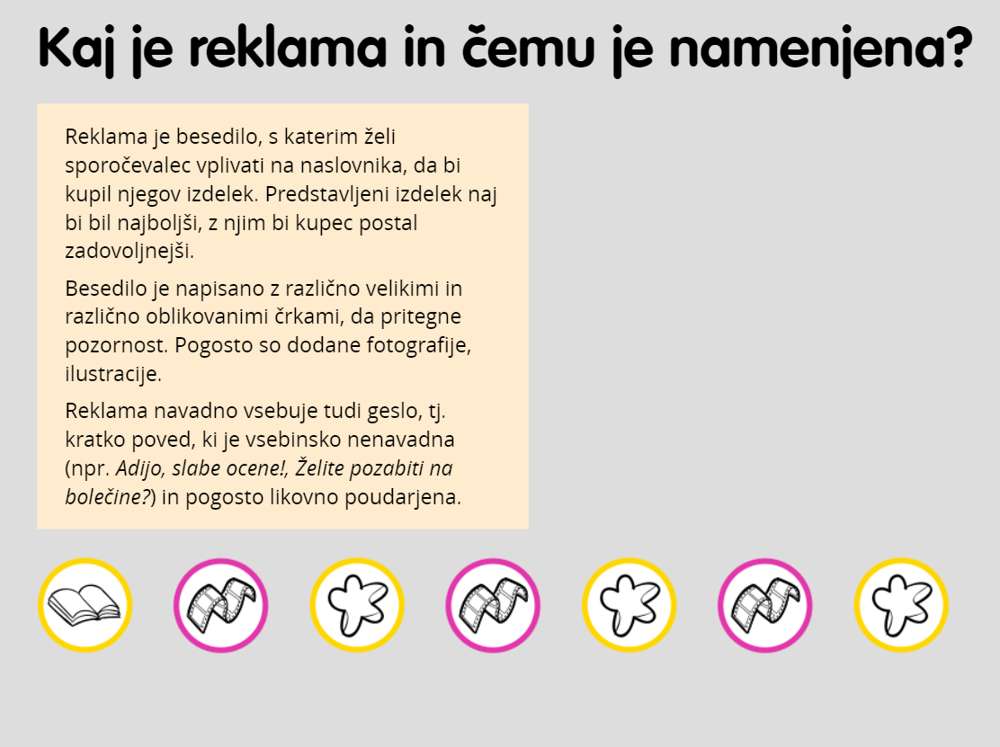 Kaj je reklama in čemu je namenjena?
Reklama je besedilo, s katerim želi
sporočevalec vplivati na naslovnika, da bi
kupil njegov izdelek. Predstavljeni izdelek naj
bi bil najboljši, z njim bi kupec postal
zadovoljnejši.
Besedilo je napisano z različno velikimi in
različno oblikovanimi črkami, da pritegne
pozornost. Pogosto so dodane fotografije,
ilustracije.
Reklama navadno vsebuje tudi geslo, tj.
kratko poved, ki je vsebinsko nenavadna
(npr. Adijo, slabe ocene!, Želite pozabiti na
bolečine?) in pogosto likovno poudarjena.